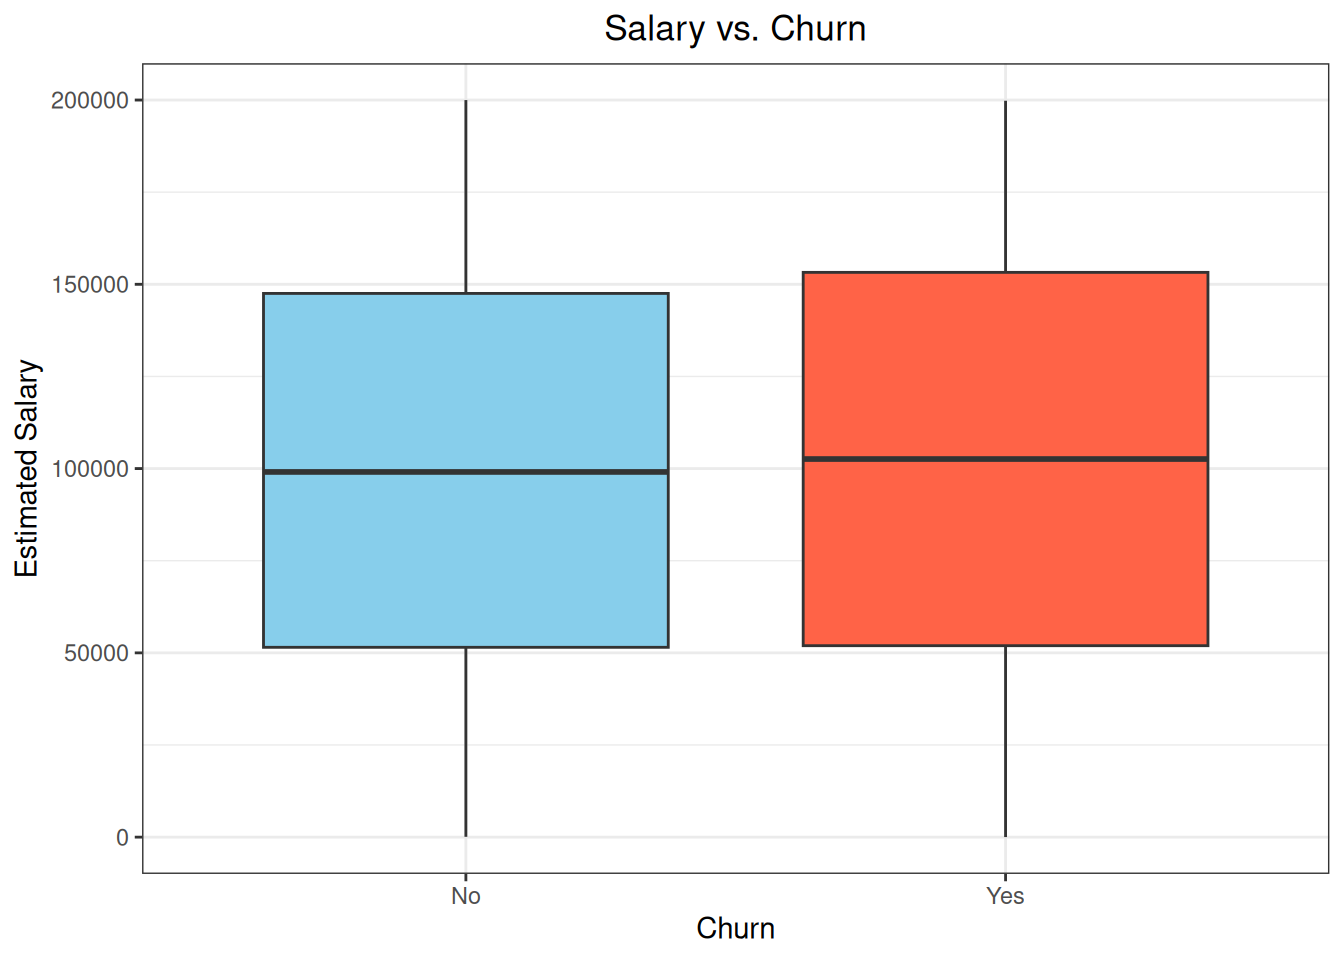 Salary vs. Churn
Estimated Salary
200000
150000
100000
50000
0
No Yes
Churn